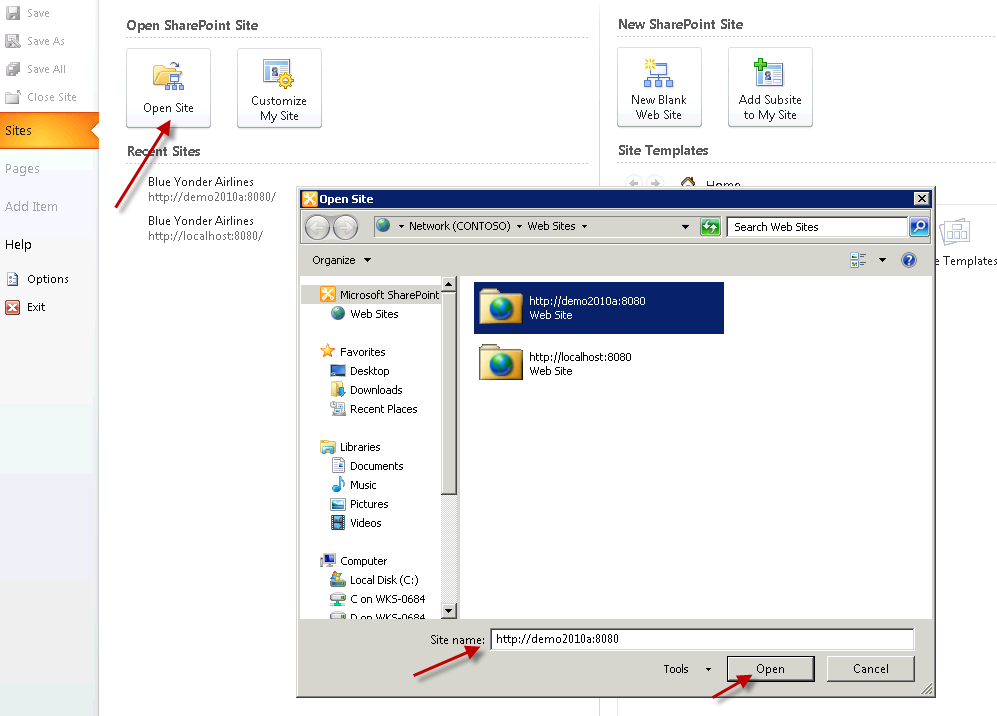 Save
Save As
Save All
Close Site
Sites
Pages
Add Item
Help
Options
Exit
Open SharePoint Site
Open Site
Customize
My Site
Recent Sites
Blue Yonder Airlines
http://demo2010a:8080/
Blue Yonder Airlines
http://localhost:8080/
New SharePoint Site
New Blank
Web Site
Add Subsite
to My Site
Site Templates
Home
e Templates
Open Site
Network (CONTOSO) Web Sites
Search Web Sites
Organize
Microsoft SharePoint
Web Sites
Favorites
Desktop
Downloads
Recent Places
Libraries
Documents
Music
Pictures
Videos
Computer
Local Disk (C:)
C on WKS-0684
D on WKS-0684
http://demo2010a:8080
Web Site
http://localhost:8080
Web Site
Site name: http://demo2010a:8080
Tools Open Cancel